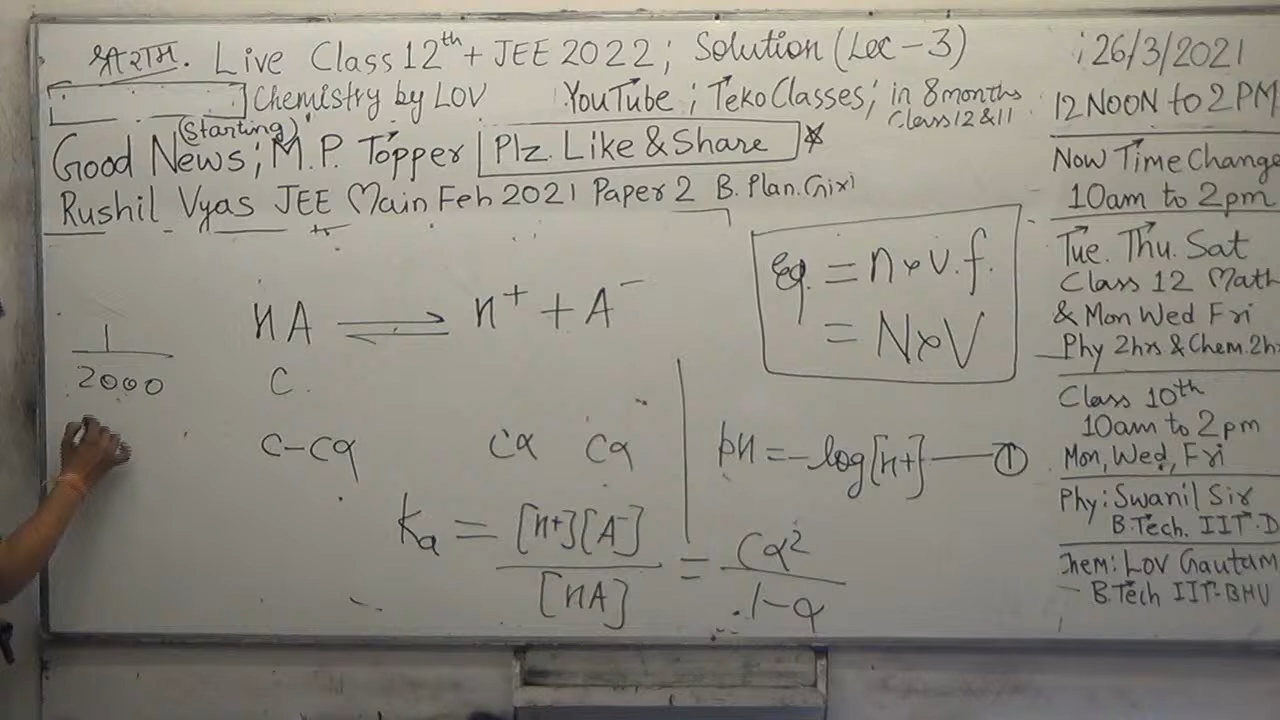 श्री राम. Live Class 12th + JEE 2022 ; Solution (Lec - 3)
Chemistry by LOV YouTube ; TekoClasses ; in 8 months
Class 12 & 11
(Starting)
Good News ; M.P. Topper Plz. Like & Share
Rushil Vyas JEE Main Feb 2021 Paper 2 B. Plan.
26/3/2021
12 NOON to 2 PM
Now Time Change
10am to 2pm
Tue. Thu. Sat
Class 12 Math
& Mon Wed Fri
Phy 2hrs & Chem. 2h
Class 10th
10am to 2pm
Mon, Wed, Fri
Phy: Swanil Sir
B.Tech. IIT-D
Chem: LOV Gautam
B.Tech IIT-BHU
Eq. = n × v.f.
= N × V
HA ⇌ H⁺ + A⁻
1/2000
C
C-Cα Cα Cα
pH = -log[H+] — ①
Ka = [H+][A-]/[HA] = Cα²/1-α